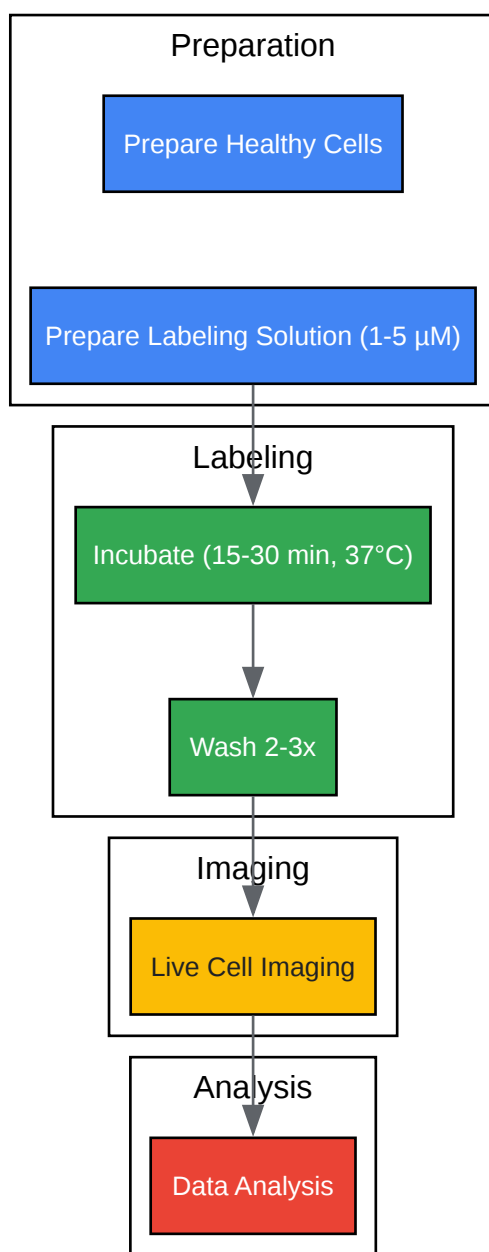 Preparation
Prepare Healthy Cells
Prepare Labeling Solution (1-5 µM)
Labeling
Incubate (15-30 min, 37°C)
Wash 2-3x
Imaging
Live Cell Imaging
Analysis
Data Analysis